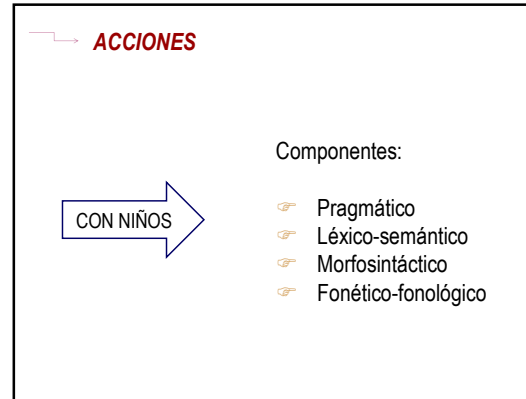 ACCIONES
CON NIÑOS
Componentes:
Pragmático
Léxico-semántico
Morfosintáctico
Fonético-fonológico